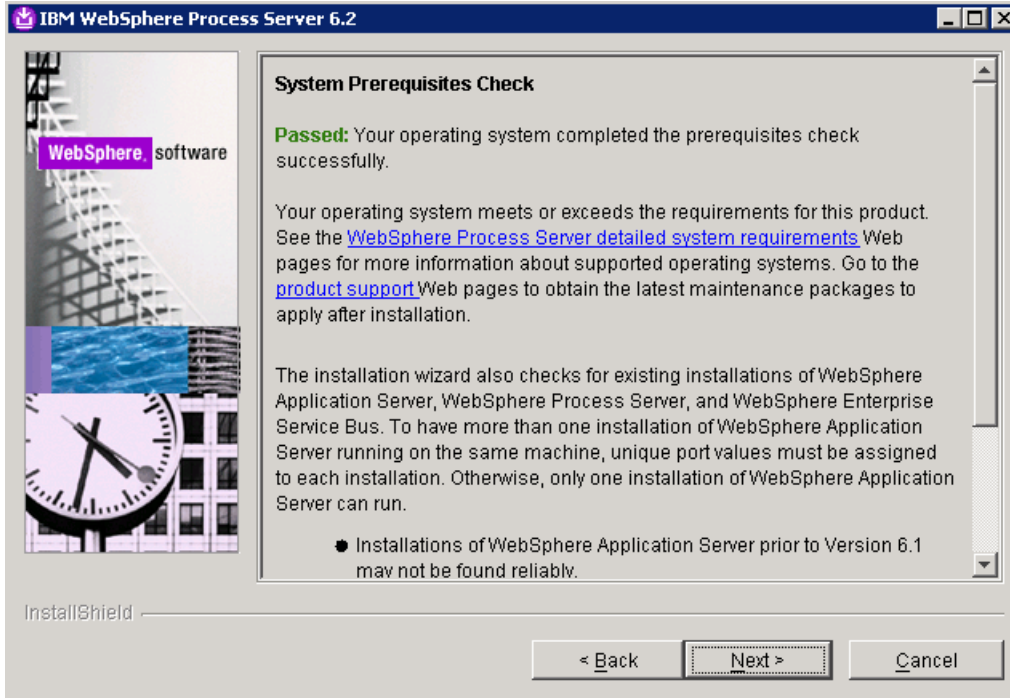 IBM WebSphere Process Server 6.2
WebSphere. software
System Prerequisites Check
Passed: Your operating system completed the prerequisites check
successfully.
Your operating system meets or exceeds the requirements for this product.
See the WebSphere Process Server detailed system requirements Web
pages for more information about supported operating systems. Go to the
product support Web pages to obtain the latest maintenance packages to
apply after installation.
The installation wizard also checks for existing installations of WebSphere
Application Server, WebSphere Process Server, and WebSphere Enterprise
Service Bus. To have more than one installation of WebSphere Application
Server running on the same machine, unique port values must be assigned
to each installation. Otherwise, only one installation of WebSphere Application
Server can run.
● Installations of WebSphere Application Server prior to Version 6.1
may not be found reliably.
InstallShield
< Back
Next >
Cancel